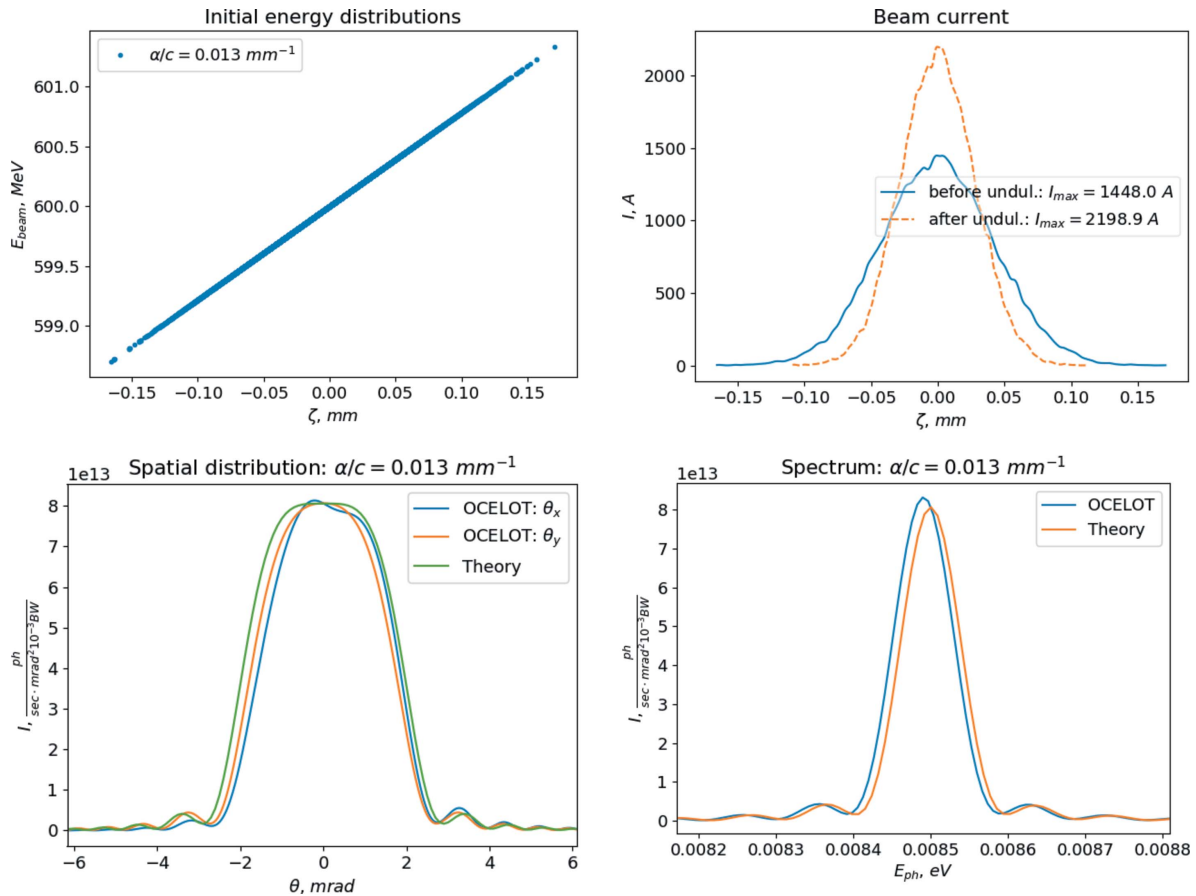 Initial energy distributions
α/c = 0.013 mm⁻¹
601.0
600.5
600.0
599.5
599.0
E_beam, MeV
−0.15 −0.10 −0.05 0.00 0.05 0.10 0.15
ζ, mm
Beam current
2000
1500
1000
500
0
I, A
before undul.: I_max = 1448.0 A
after undul.: I_max = 2198.9 A
−0.15 −0.10 −0.05 0.00 0.05 0.10 0.15
ζ, mm
Spatial distribution: α/c = 0.013 mm⁻¹
1e13
OCELOT: θ_x
OCELOT: θ_y
Theory
8
7
6
5
4
3
2
1
0
I, ph / sec · mrad²10⁻³BW
−6 −4 −2 0 2 4 6
θ, mrad
Spectrum: α/c = 0.013 mm⁻¹
1e13
OCELOT
Theory
8
7
6
5
4
3
2
1
0
I, ph / sec · mrad²10⁻³BW
0.0082 0.0083 0.0084 0.0085 0.0086 0.0087 0.0088
E_ph, eV